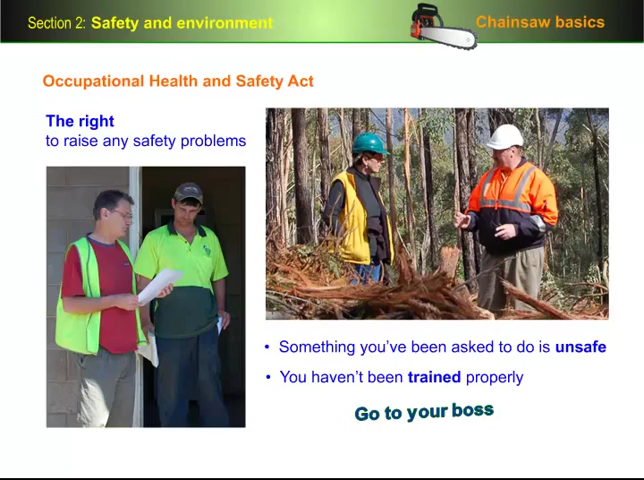 Section 2: Safety and environment
Chainsaw basics
Occupational Health and Safety Act
The right
to raise any safety problems
• Something you've been asked to do is unsafe
• You haven't been trained properly
Go to your boss